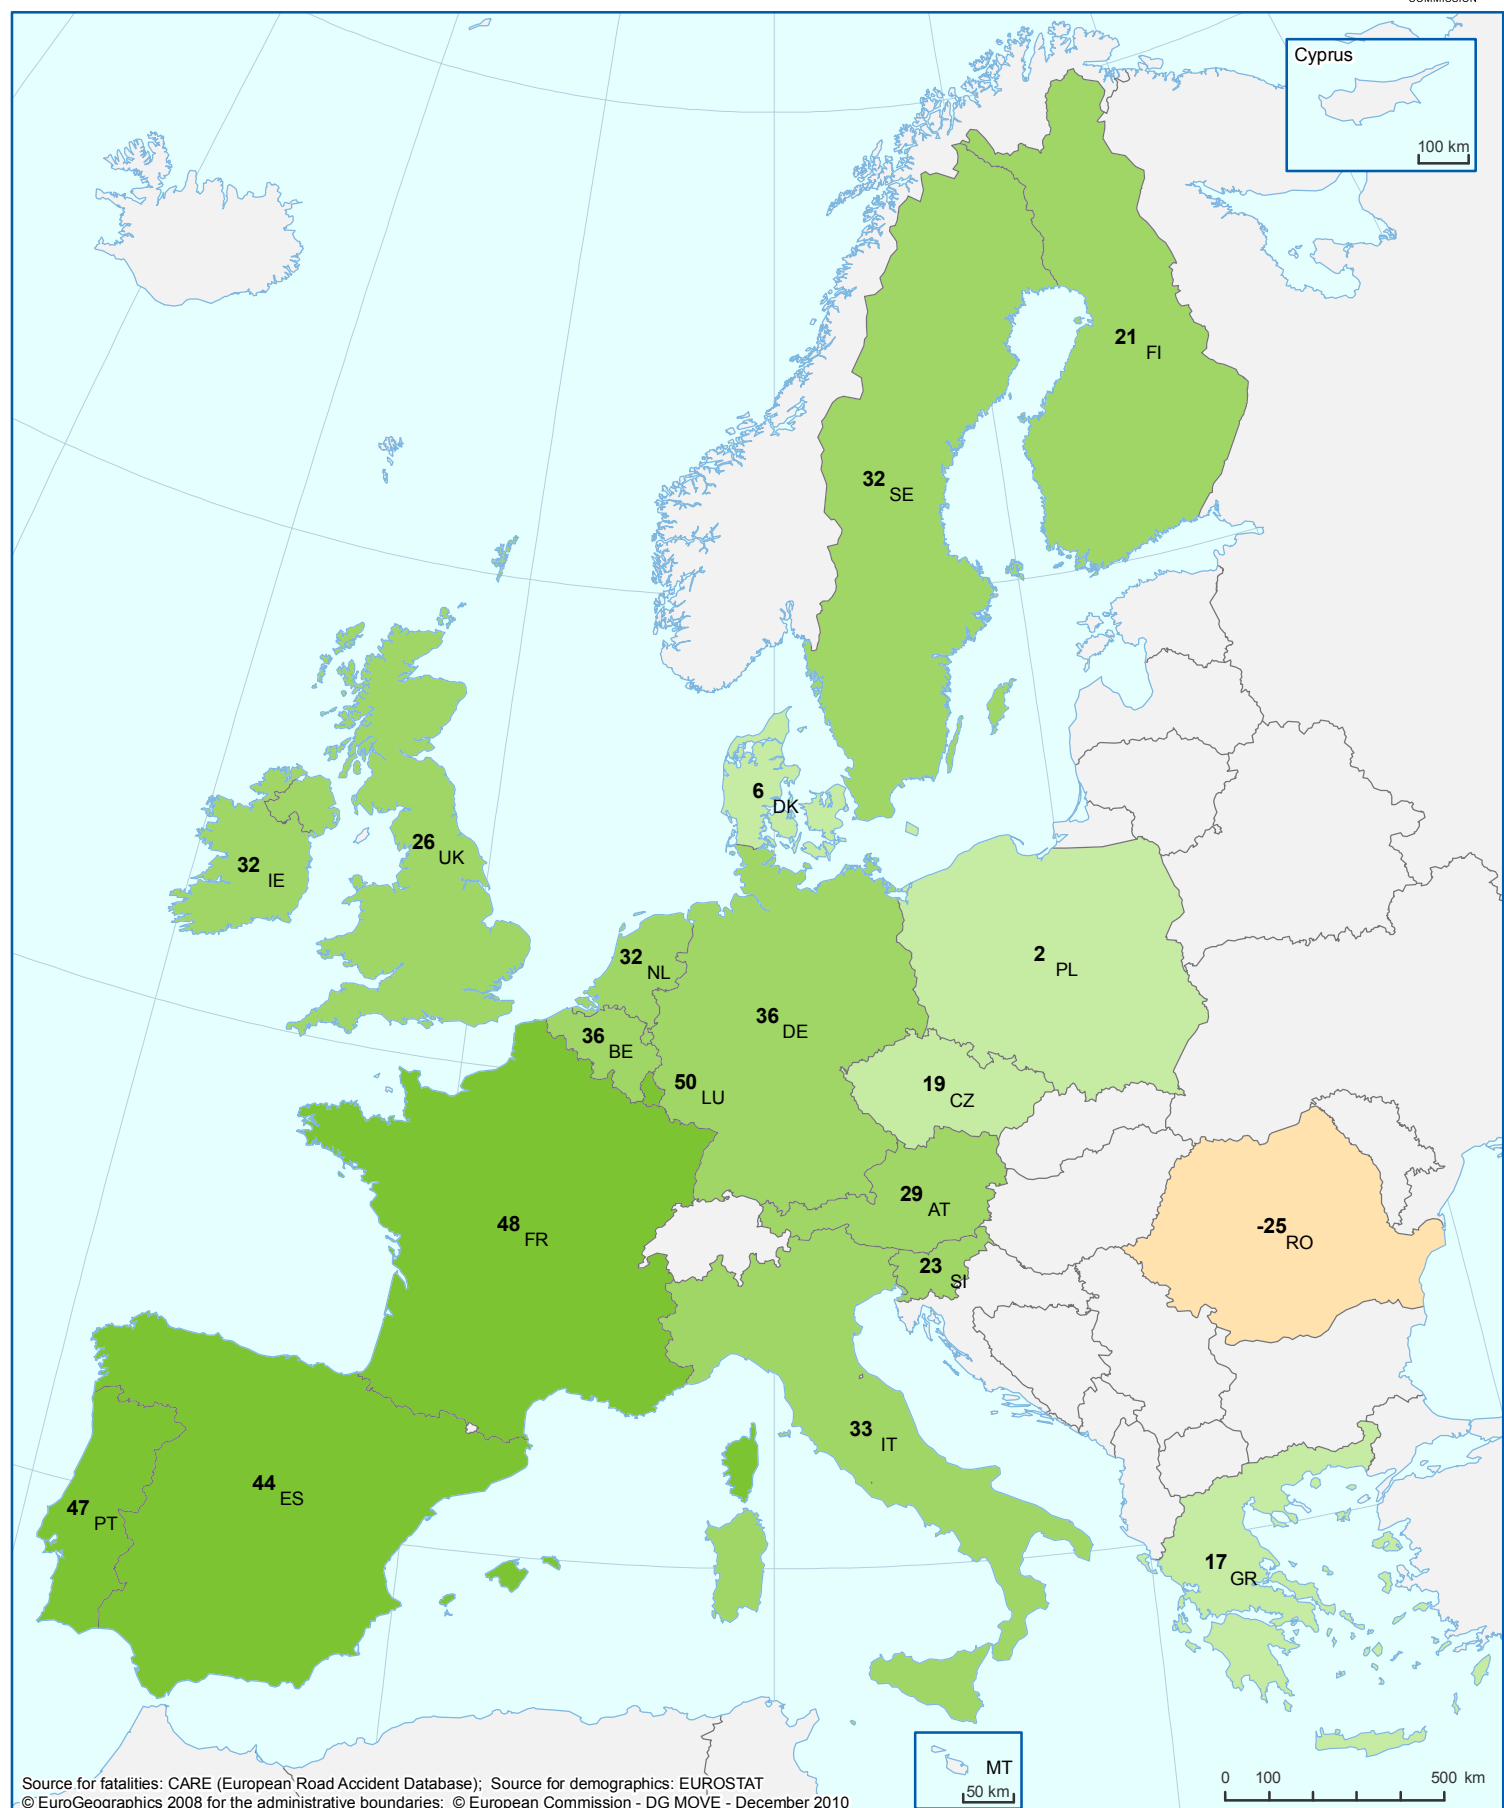 COMMISSION
Cyprus
100 km
21 FI
32 SE
6 DK
26 UK
32 IE
32 NL
2 PL
36 DE
36 BE
50 LU
19 CZ
29 AT
48 FR
-25 RO
23 SI
33 IT
44 ES
47 PT
17 GR
MT
50 km
0 100 500 km
Source for fatalities: CARE (European Road Accident Database); Source for demographics: EUROSTAT
© EuroGeographics 2008 for the administrative boundaries; © European Commission - DG MOVE - December 2010